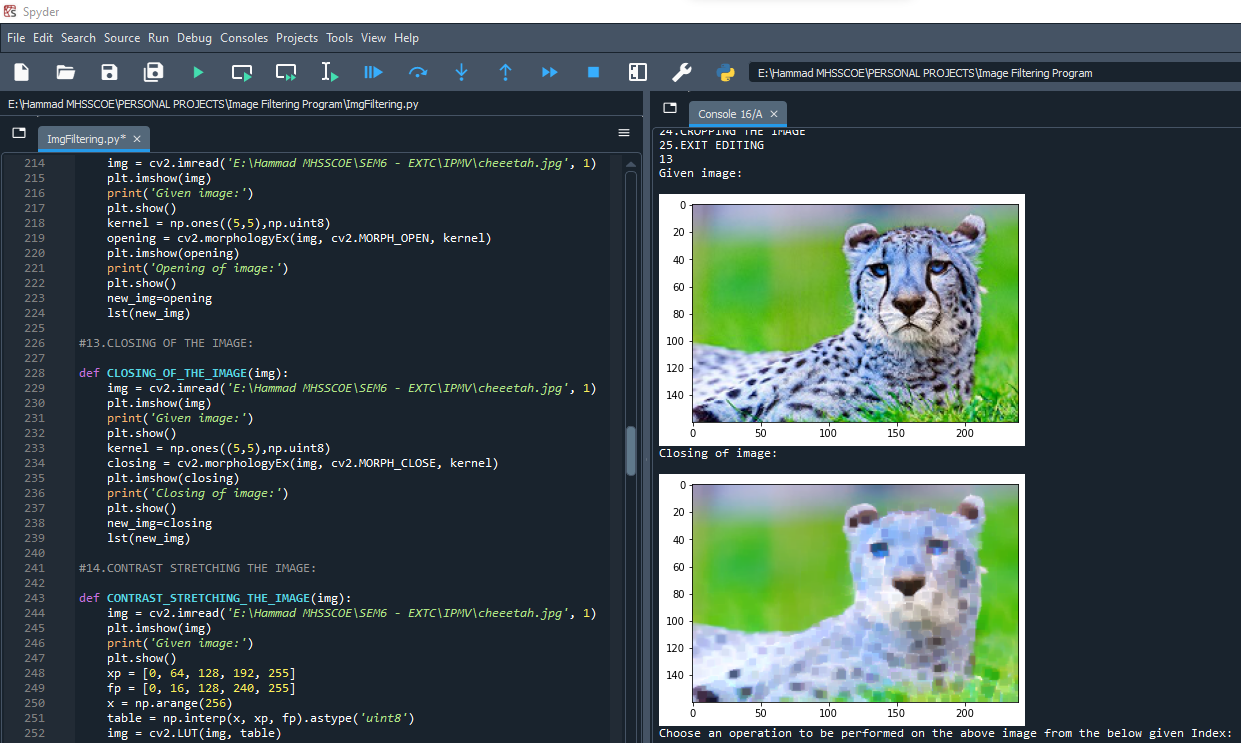 Spyder
File Edit Search Source Run Debug Consoles Projects Tools View Help
E:\Hammad MHSSCOE\PERSONAL PROJECTS\Image Filtering Program
E:\Hammad MHSSCOE\PERSONAL PROJECTS\Image Filtering Program\ImgFiltering.py
ImgFiltering.py*
214 img = cv2.imread('E:\Hammad MHSSCOE\SEM6 - EXTC\IPMV\cheeetah.jpg', 1)
215 plt.imshow(img)
216 print('Given image:')
217 plt.show()
218 kernel = np.ones((5,5),np.uint8)
219 opening = cv2.morphologyEx(img, cv2.MORPH_OPEN, kernel)
220 plt.imshow(opening)
221 print('Opening of image:')
222 plt.show()
223 new_img=opening
224 lst(new_img)
225
226 #13.CLOSING OF THE IMAGE:
227
228 def CLOSING_OF_THE_IMAGE(img):
229 img = cv2.imread('E:\Hammad MHSSCOE\SEM6 - EXTC\IPMV\cheeetah.jpg', 1)
230 plt.imshow(img)
231 print('Given image:')
232 plt.show()
233 kernel = np.ones((5,5),np.uint8)
234 closing = cv2.morphologyEx(img, cv2.MORPH_CLOSE, kernel)
235 plt.imshow(closing)
236 print('Closing of image:')
237 plt.show()
238 new_img=closing
239 lst(new_img)
240
241 #14.CONTRAST STRETCHING THE IMAGE:
242
243 def CONTRAST_STRETCHING_THE_IMAGE(img):
244 img = cv2.imread('E:\Hammad MHSSCOE\SEM6 - EXTC\IPMV\cheeetah.jpg', 1)
245 plt.imshow(img)
246 print('Given image:')
247 plt.show()
248 xp = [0, 64, 128, 192, 255]
249 fp = [0, 16, 128, 240, 255]
250 x = np.arange(256)
251 table = np.interp(x, xp, fp).astype('uint8')
252 img = cv2.LUT(img, table)
Console 16/A
24.CROPPING THE IMAGE
25.EXIT EDITING
13
Given image:
0
20
40
60
80
100
120
140
0 50 100 150 200
Closing of image:
0
20
40
60
80
100
120
140
0 50 100 150 200
Choose an operation to be performed on the above image from the below given Index: